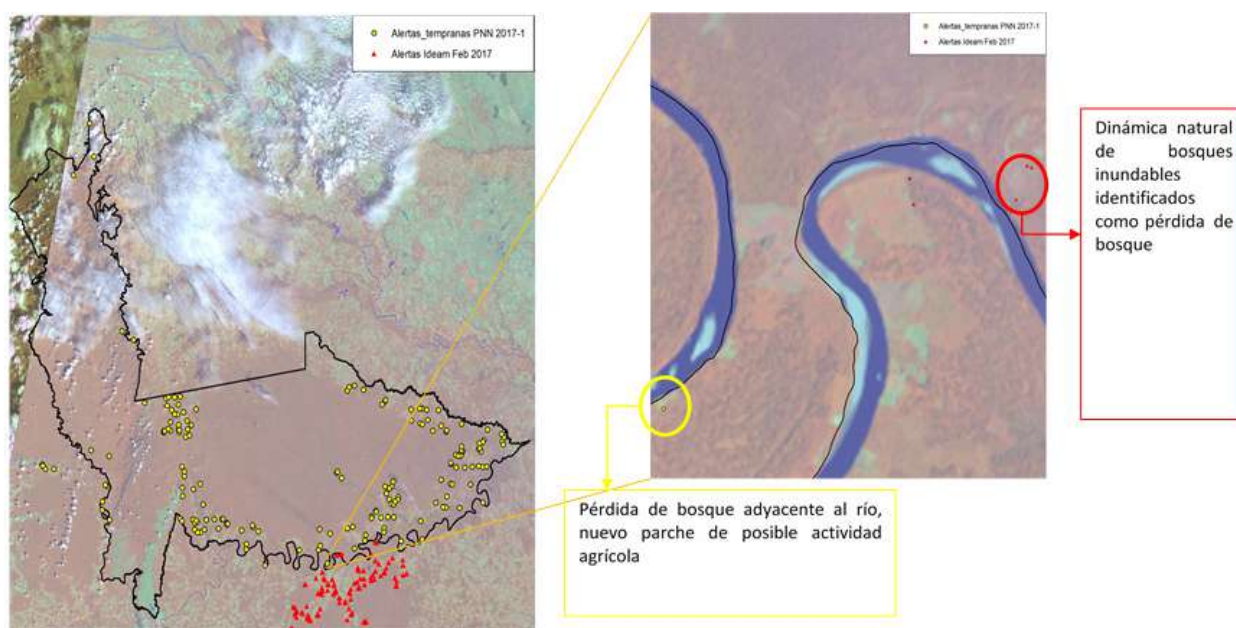 Alertas_tempranas PNN 2017-1
Alertas Ideam Feb 2017
Alertas_tempranas PNN 2017-1
Alertas Ideam Feb 2017
Dinámica natural
de bosques
inundables
identificados
como pérdida de
bosque
Pérdida de bosque adyacente al río,
nuevo parche de posible actividad
agrícola